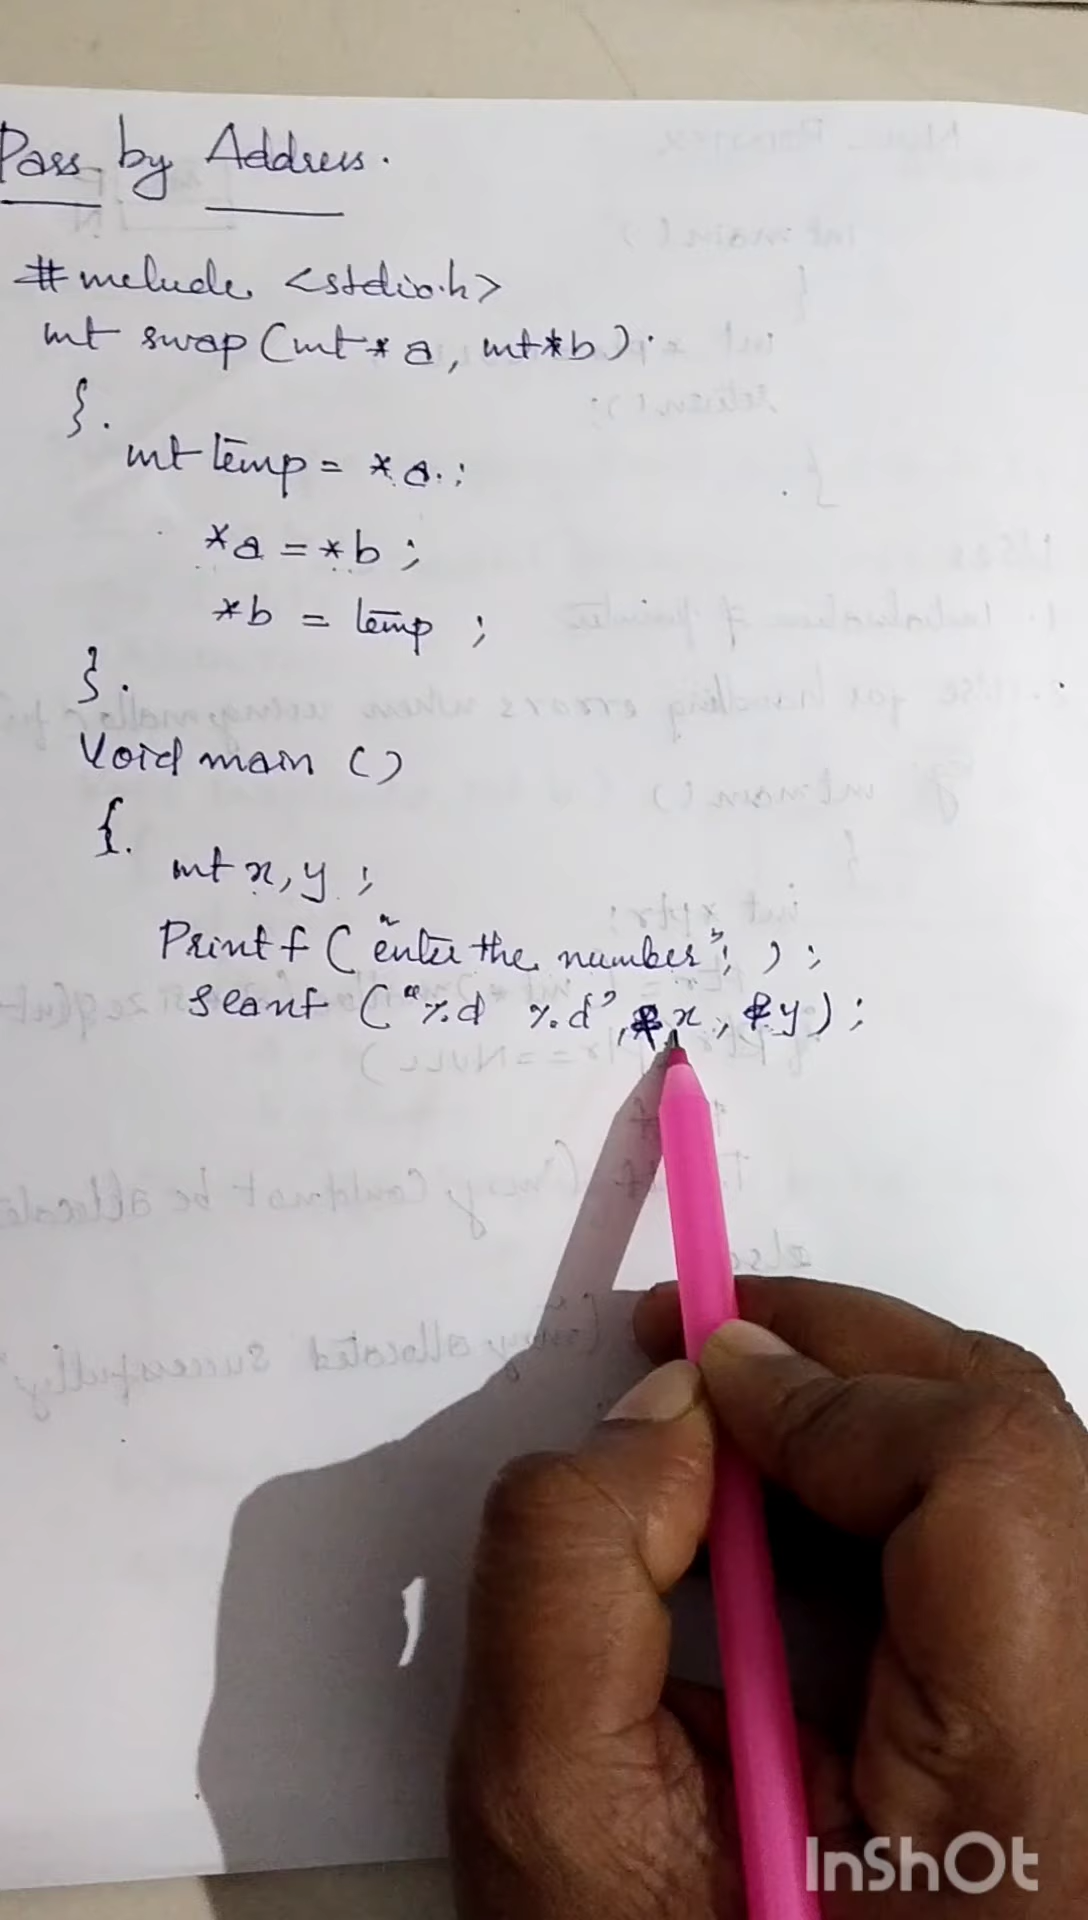 Pass by Address.
#include <stdio.h>
int swap (int * a, int * b).
}.
int temp = *a.;
*a = *b ;
*b = temp ;
}.
Void main ()
{.
int x, y ;
Printf ( "enter the number"; ) ;
Scanf ( "%d %d", &x, &y) ;
InShOt